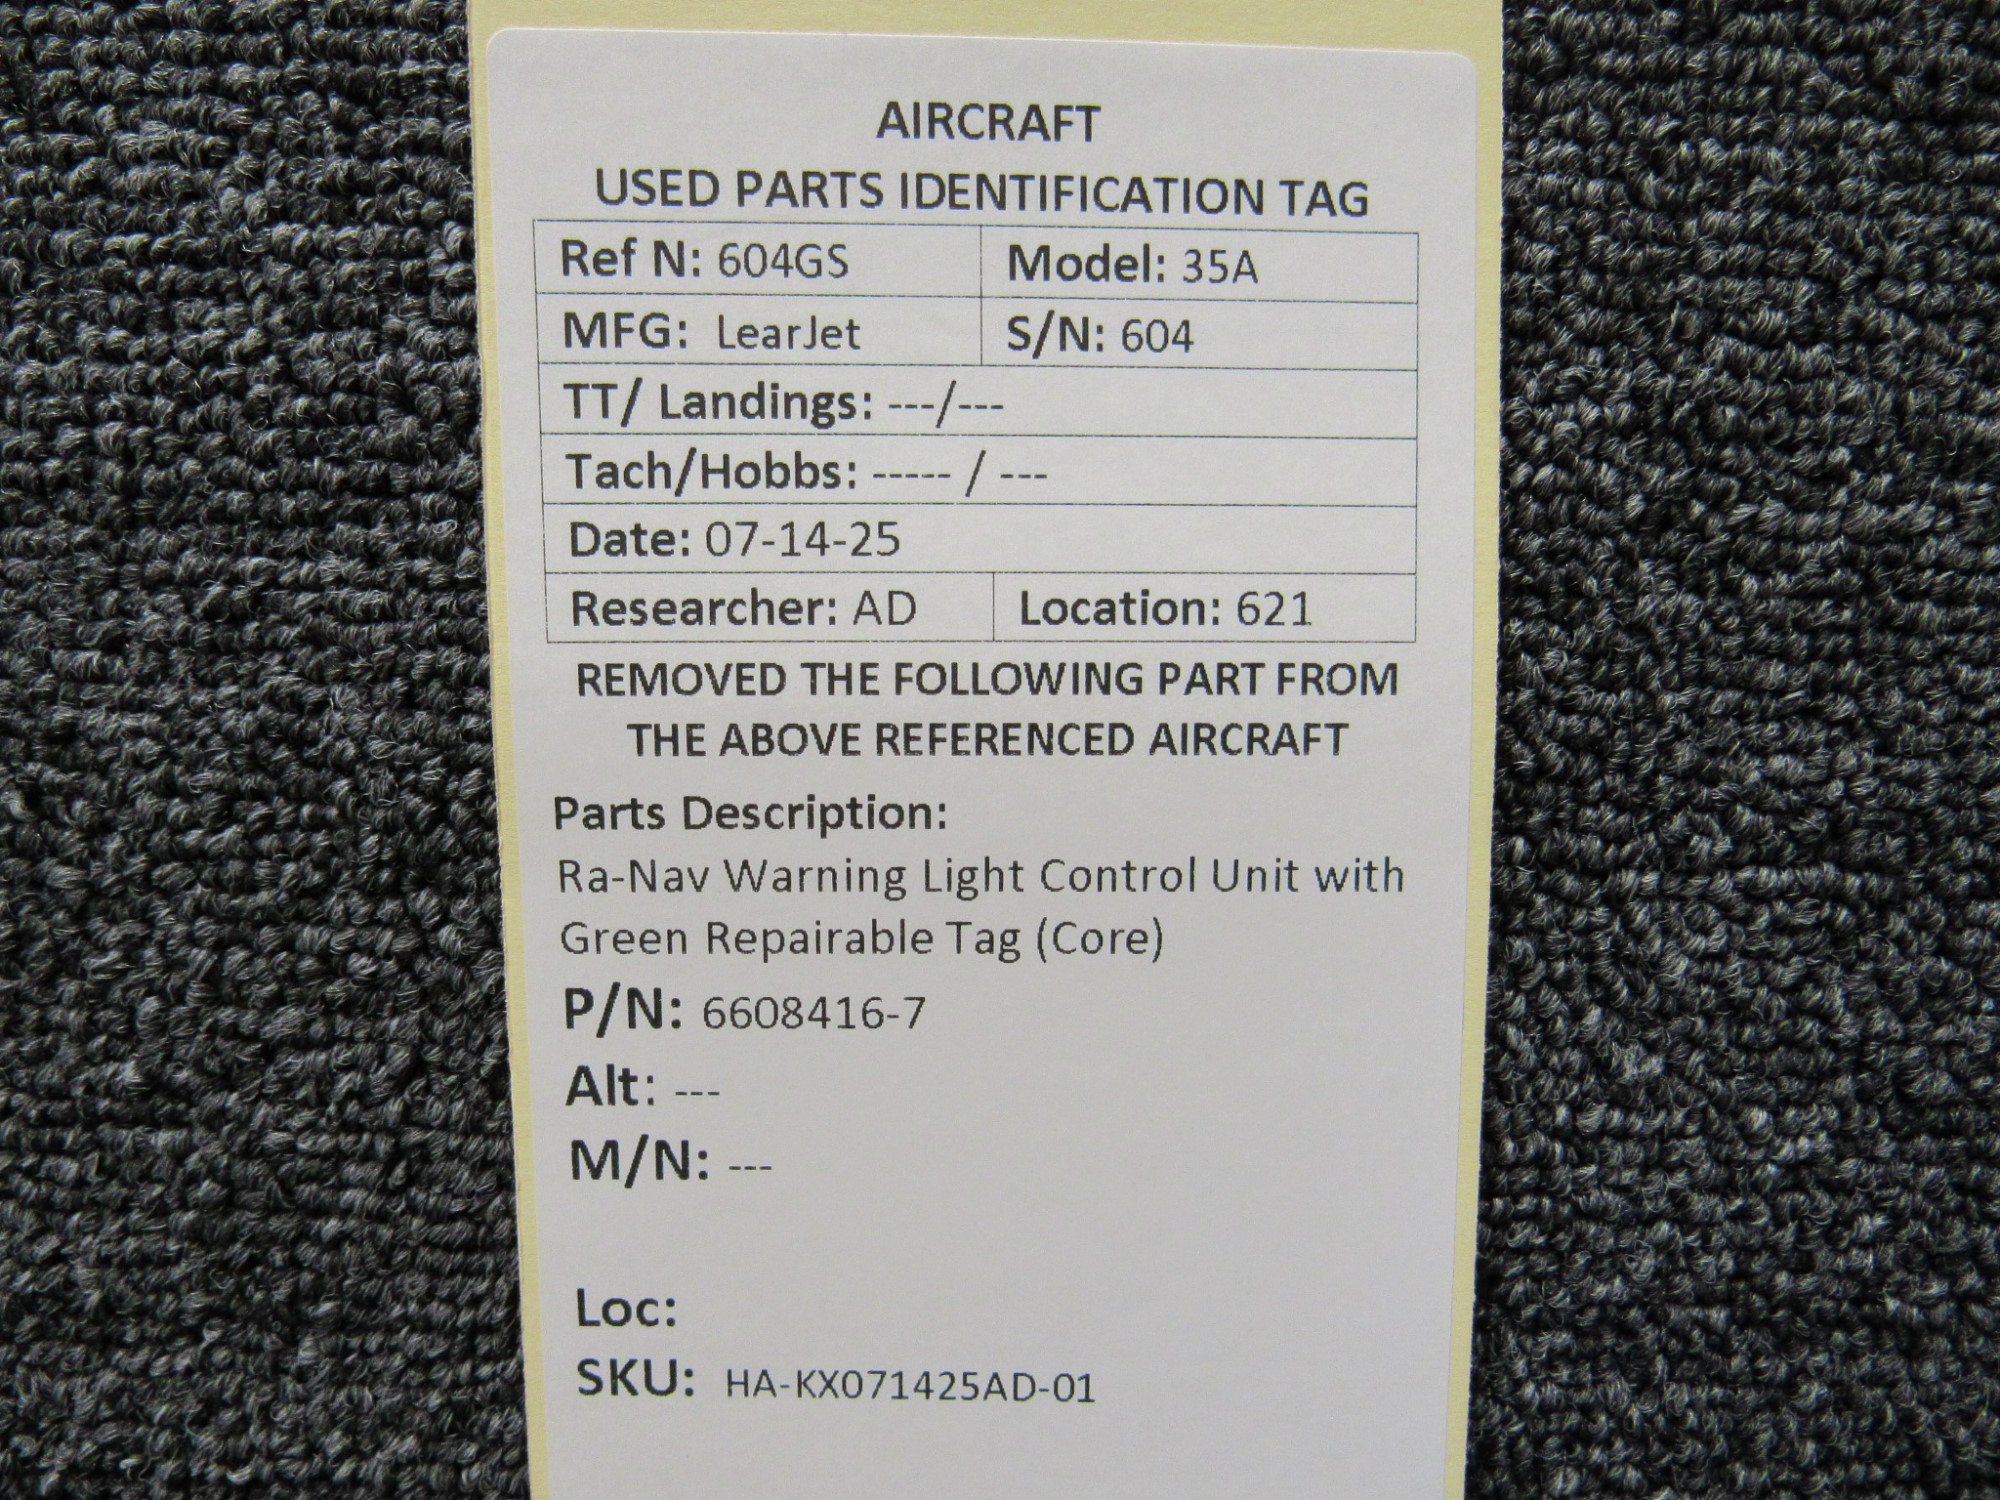 AIRCRAFT
USED PARTS IDENTIFICATION TAG
Ref N: 604GS Model: 35A
MFG: LearJet S/N: 604
TT/ Landings: ---/---
Tach/Hobbs: ----- / ---
Date: 07-14-25
Researcher: AD Location: 621
REMOVED THE FOLLOWING PART FROM
THE ABOVE REFERENCED AIRCRAFT
Parts Description:
Ra-Nav Warning Light Control Unit with
Green Repairable Tag (Core)
P/N: 6608416-7
Alt: ---
M/N: ---
Loc:
SKU: HA-KX071425AD-01